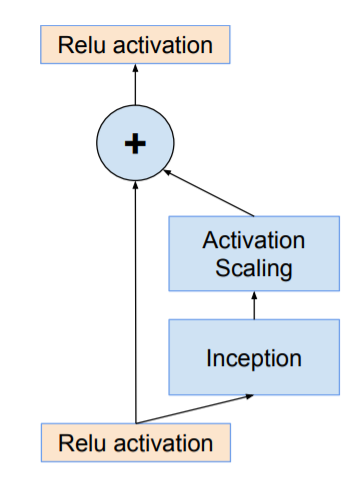 Relu activation
+
Activation
Scaling
Inception
Relu activation